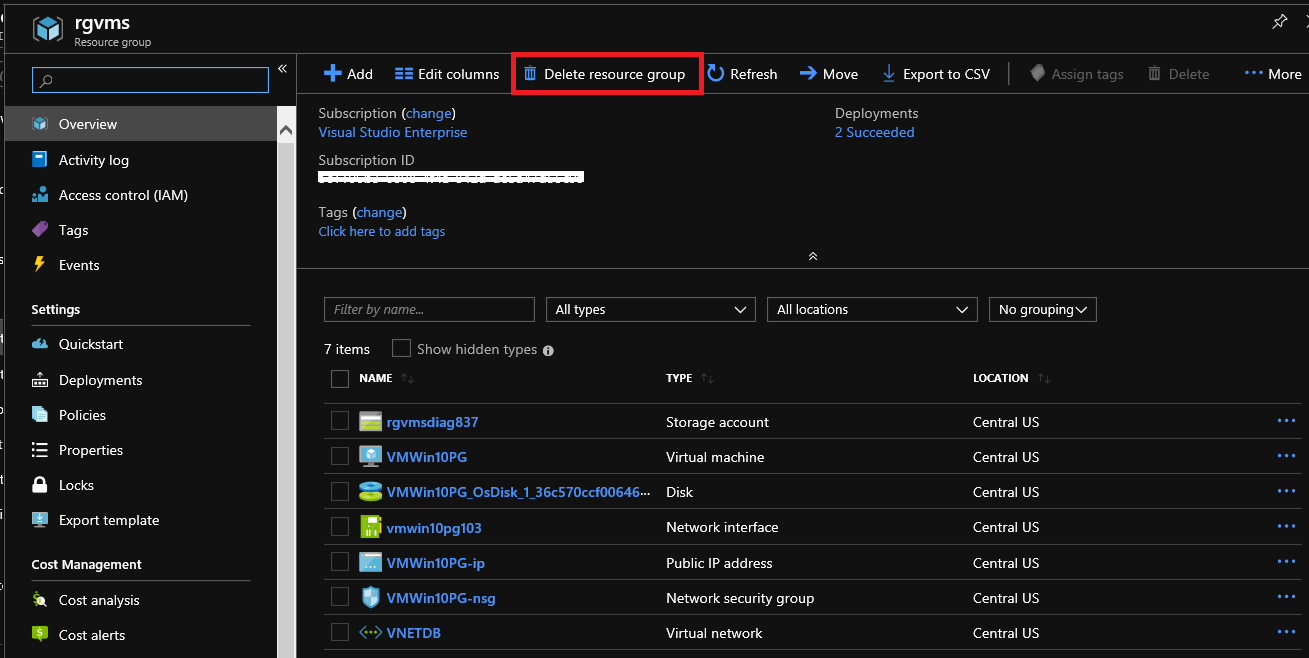 rgvms
Resource group
«
Add
Edit columns
Delete resource group
Refresh
Move
Export to CSV
Assign tags
Delete
··· More
Overview
Activity log
Access control (IAM)
Tags
Events
Settings
Quickstart
Deployments
Policies
Properties
Locks
Export template
Cost Management
Cost analysis
Cost alerts
Subscription (change)
Visual Studio Enterprise
Subscription ID
Tags (change)
Click here to add tags
Deployments
2 Succeeded
Filter by name...
All types
All locations
No grouping
7 items
Show hidden types
NAME TYPE LOCATION
rgvmsdiag837 Storage account Central US ···
VMWin10PG Virtual machine Central US ···
VMWin10PG_OsDisk_1_36c570ccf00646··· Disk Central US ···
vmwin10pg103 Network interface Central US ···
VMWin10PG-ip Public IP address Central US ···
VMWin10PG-nsg Network security group Central US ···
VNETDB Virtual network Central US ···